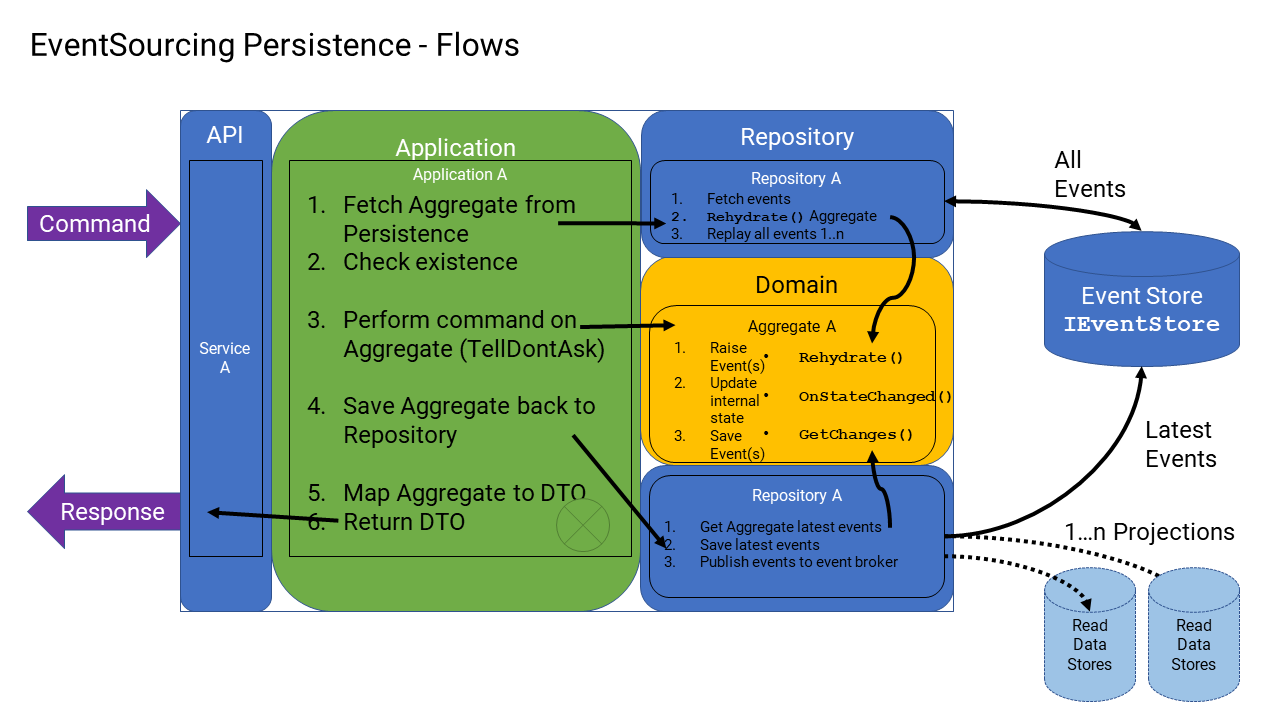 EventSourcing Persistence - Flows
API
Service
A
Command
Response
Application
Application A
1. Fetch Aggregate from
Persistence
2. Check existence
3. Perform command on
Aggregate (TellDontAsk)
4. Save Aggregate back to
Repository
5. Map Aggregate to DTO
6. Return DTO
Repository
Repository A
1. Fetch events
2. Rehydrate() Aggregate
3. Replay all events 1..n
Domain
Aggregate A
1. Raise
Event(s)
2. Update
internal
state
3. Save
Event(s)
• Rehydrate()
• OnStateChanged()
• GetChanges()
Repository A
1. Get Aggregate latest events
2. Save latest events
3. Publish events to event broker
All
Events
Event Store
IEventStore
Latest
Events
1...n Projections
Read
Data
Stores
Read
Data
Stores